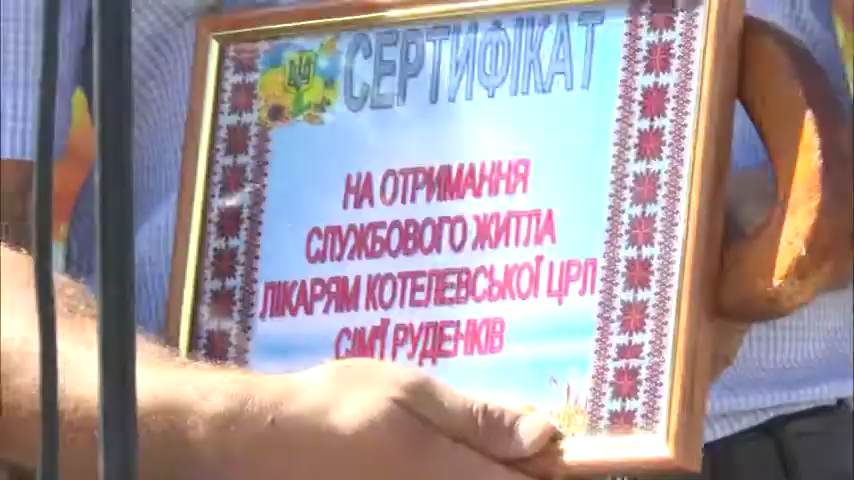 СЕРТИФІКАТ
НА ОТРИМАННЯ
СЛУЖБОВОГО ЖИТЛА
ЛІКАРЯМ КОТЕЛЕВСЬКОЇ ЦРЛ
СІМ'Ї РУДЕНКІВ